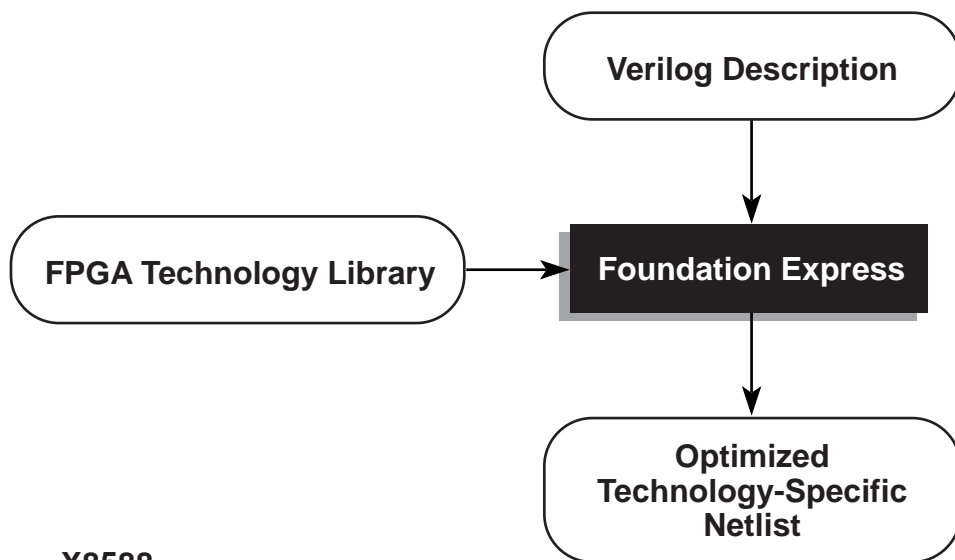 Verilog Description
FPGA Technology Library
Foundation Express
Optimized
Technology-Specific
Netlist